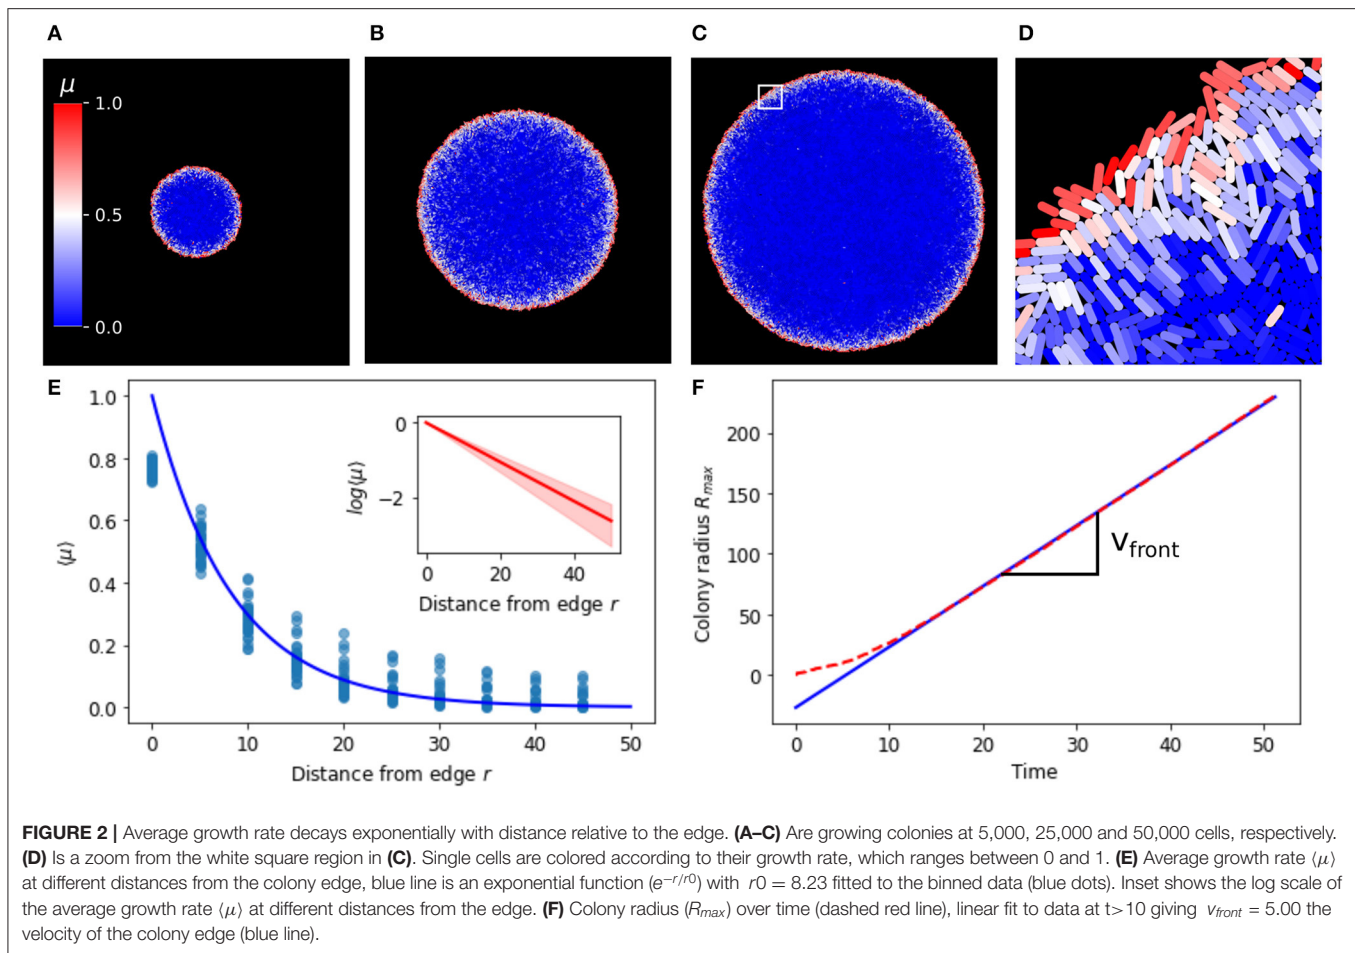 A
B
C
D
μ
1.0
0.5
0.0
E
1.0
0.8
0.6
0.4
0.2
0.0
⟨μ⟩
0
10
20
30
40
50
Distance from edge r
0
−2
log⟨μ⟩
0
20
40
Distance from edge r
F
200
150
100
50
0
Colony radius R_max
V_front
0
10
20
30
40
50
Time
FIGURE 2 | Average growth rate decays exponentially with distance relative to the edge. (A–C) Are growing colonies at 5,000, 25,000 and 50,000 cells, respectively.
(D) Is a zoom from the white square region in (C). Single cells are colored according to their growth rate, which ranges between 0 and 1. (E) Average growth rate ⟨μ⟩
at different distances from the colony edge, blue line is an exponential function (e^−r/r0) with r0 = 8.23 fitted to the binned data (blue dots). Inset shows the log scale of
the average growth rate ⟨μ⟩ at different distances from the edge. (F) Colony radius (R_max) over time (dashed red line), linear fit to data at t>10 giving v_front = 5.00 the
velocity of the colony edge (blue line).